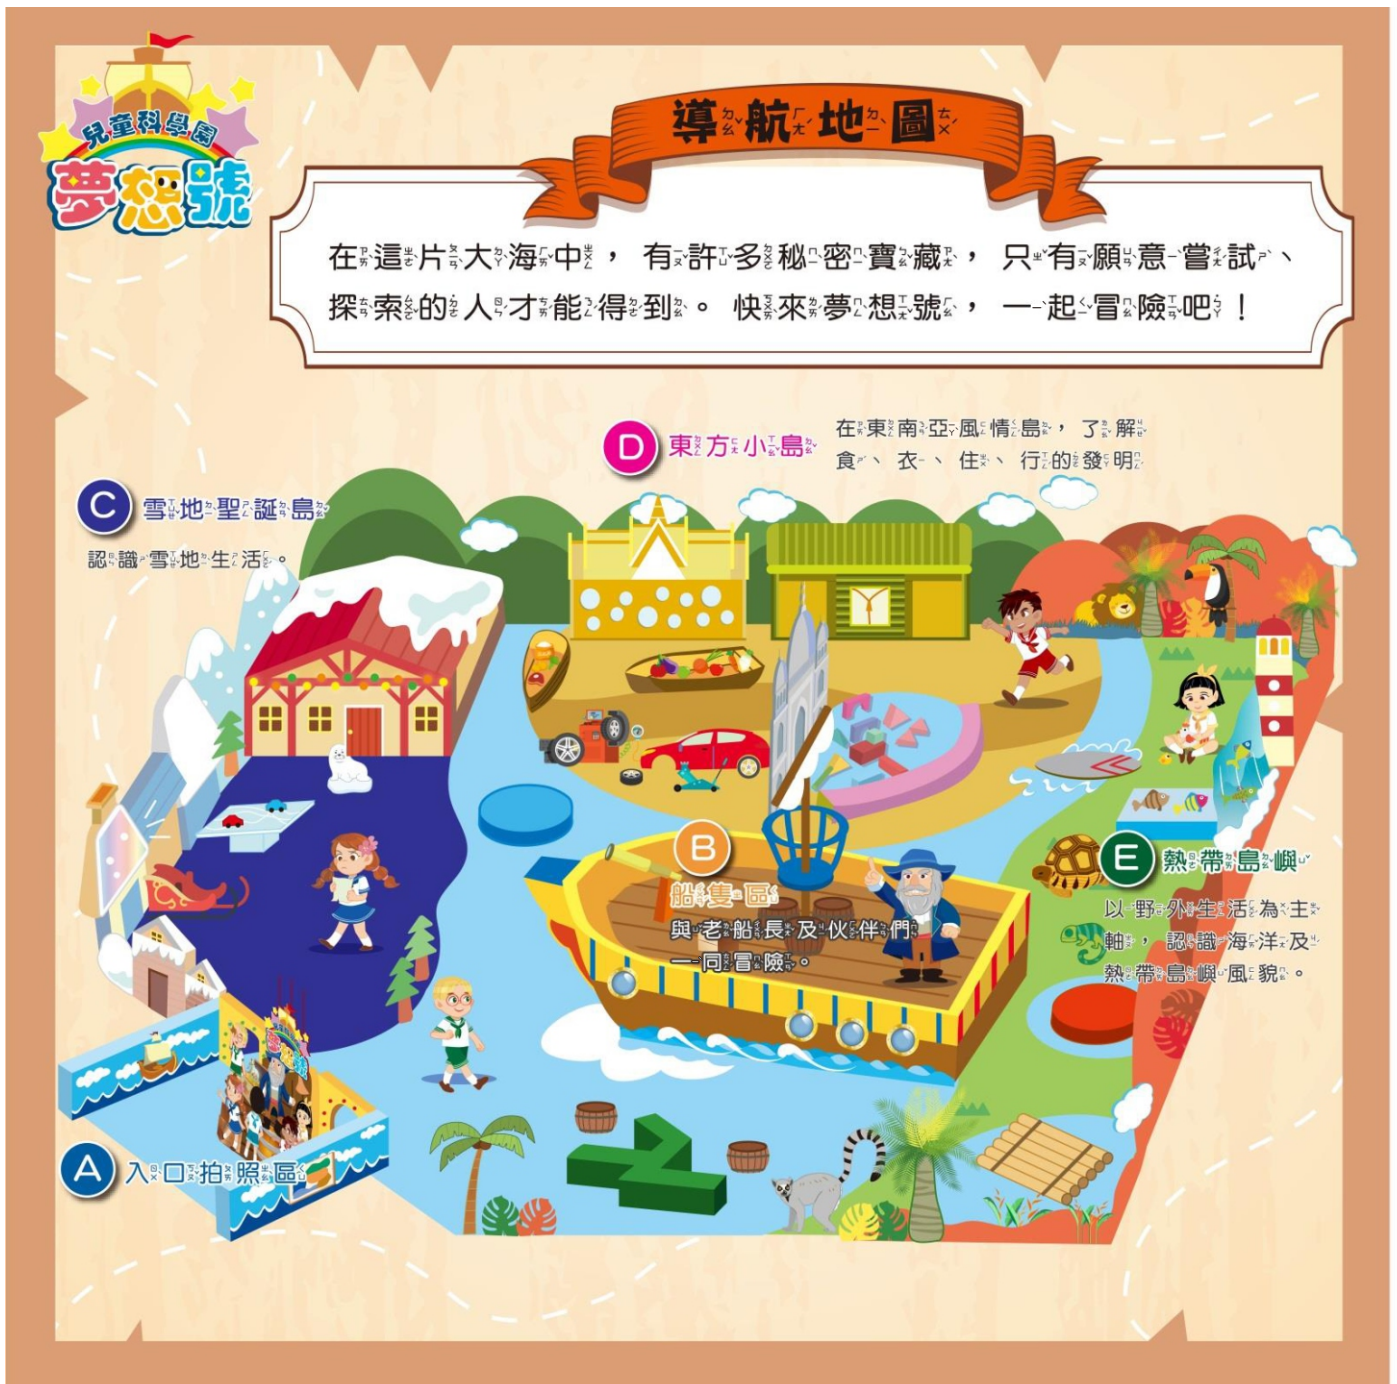 兒童科學園
夢想號
導航地圖
在這片大海中，有許多秘密寶藏，只有願意嘗試、
探索的人才能得到。快來夢想號，一起冒險吧！
D 東方小島
在東南亞風情島，了解
食、衣、住、行的發明
C 雪地聖誕島
認識雪地生活。
B
船隻區
與老船長及伙伴們
一同冒險。
E 熱帶島嶼
以野外生活為主
軸，認識海洋及
熱帶島嶼風貌。
A 入口拍照區